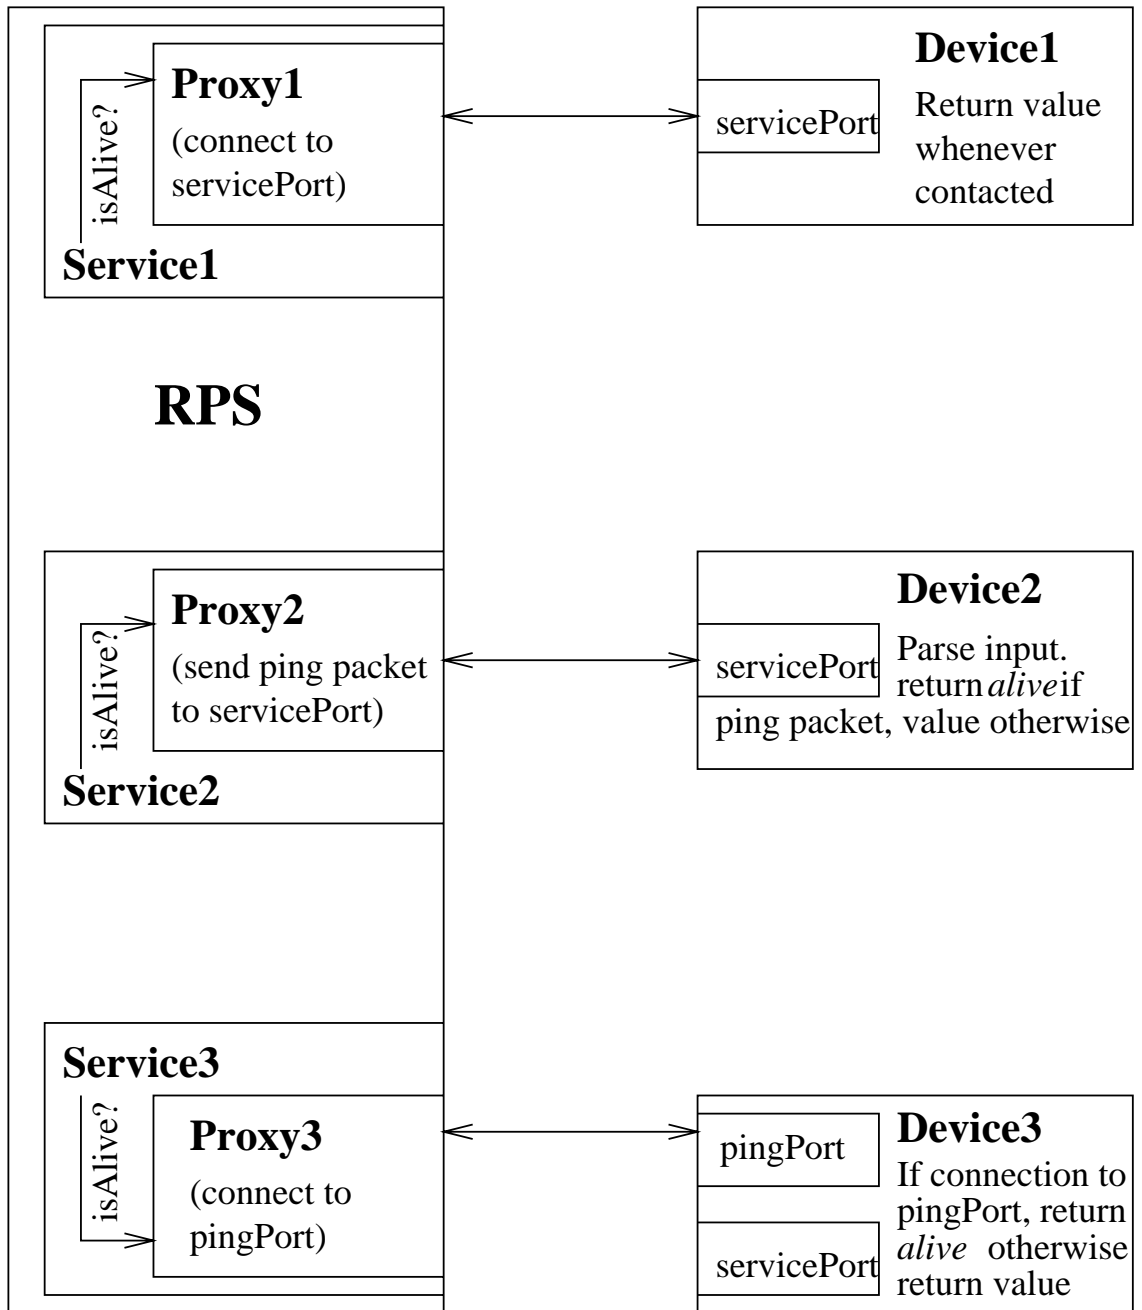 Proxy1
(connect to
servicePort)
isAlive?
Service1
servicePort
Device1
Return value
whenever
contacted
RPS
Proxy2
(send ping packet
to servicePort)
isAlive?
Service2
servicePort
Device2
Parse input.
return alive if
ping packet, value otherwise
Service3
isAlive?
Proxy3
(connect to
pingPort)
pingPort
servicePort
Device3
If connection to
pingPort, return
alive otherwise
return value